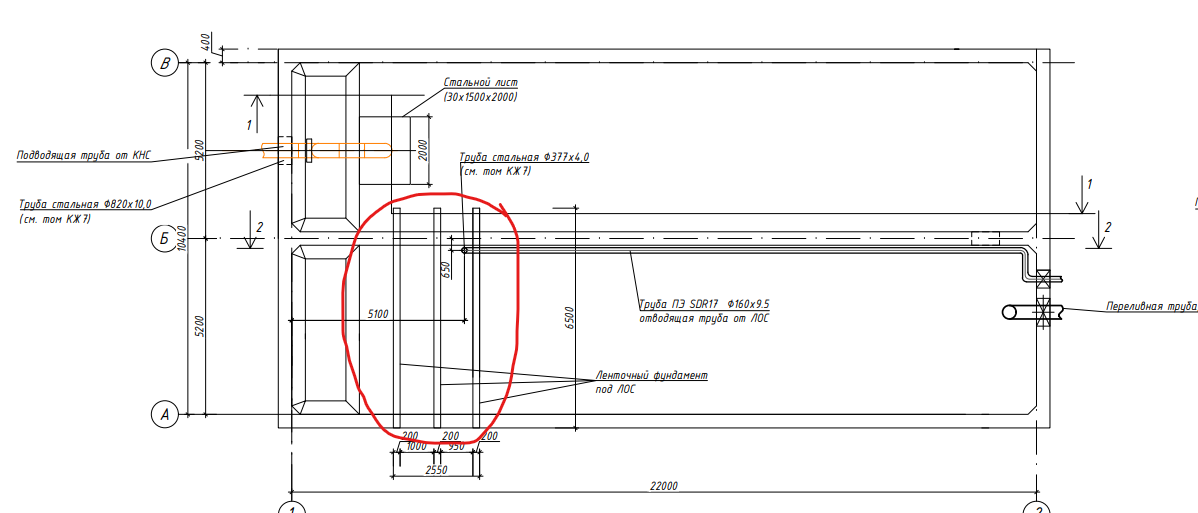 400
В
Стальной лист
(30х1500х2000)
1
Подводящая труба от КНС
5200
2000
Труба стальная Ф377х4,0
(см. том КЖ7)
1
Труба стальная Ф820х10,0
(см. том КЖ7)
2
Б
10400
2
650
Труба ПЭ SDR17 Ф160х9.5
отводящая труба от ЛОС
Переливная труба
5100
6500
5200
Ленточный фундамент
под ЛОС
А
200
200
200
1000
950
2550
22000
1
2